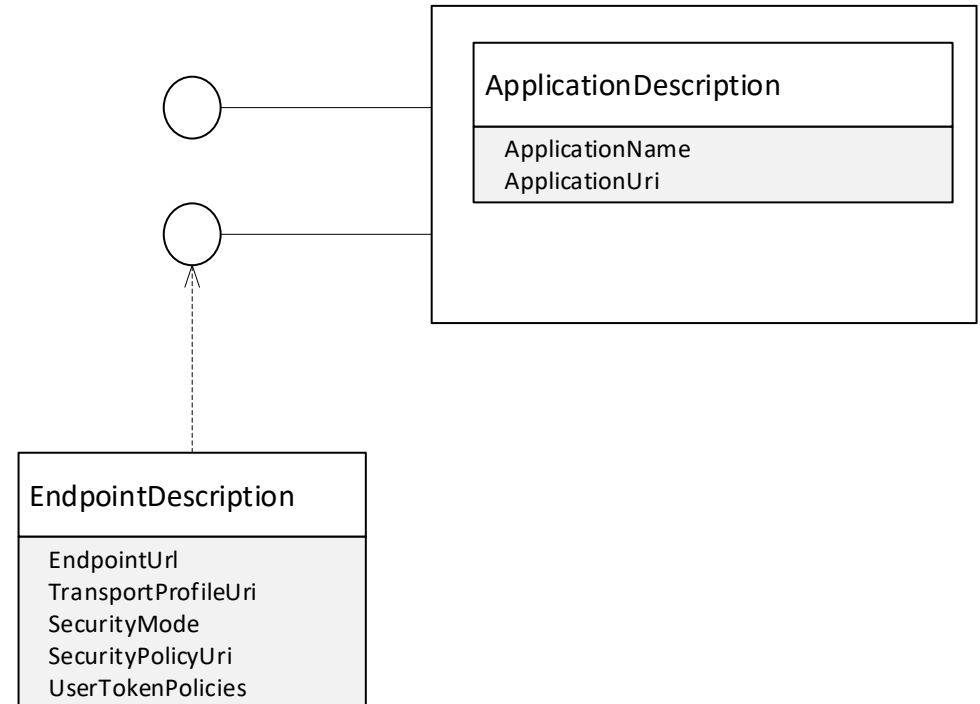 ApplicationDescription
ApplicationName
ApplicationUri
EndpointDescription
EndpointUrl
TransportProfileUri
SecurityMode
SecurityPolicyUri
UserTokenPolicies